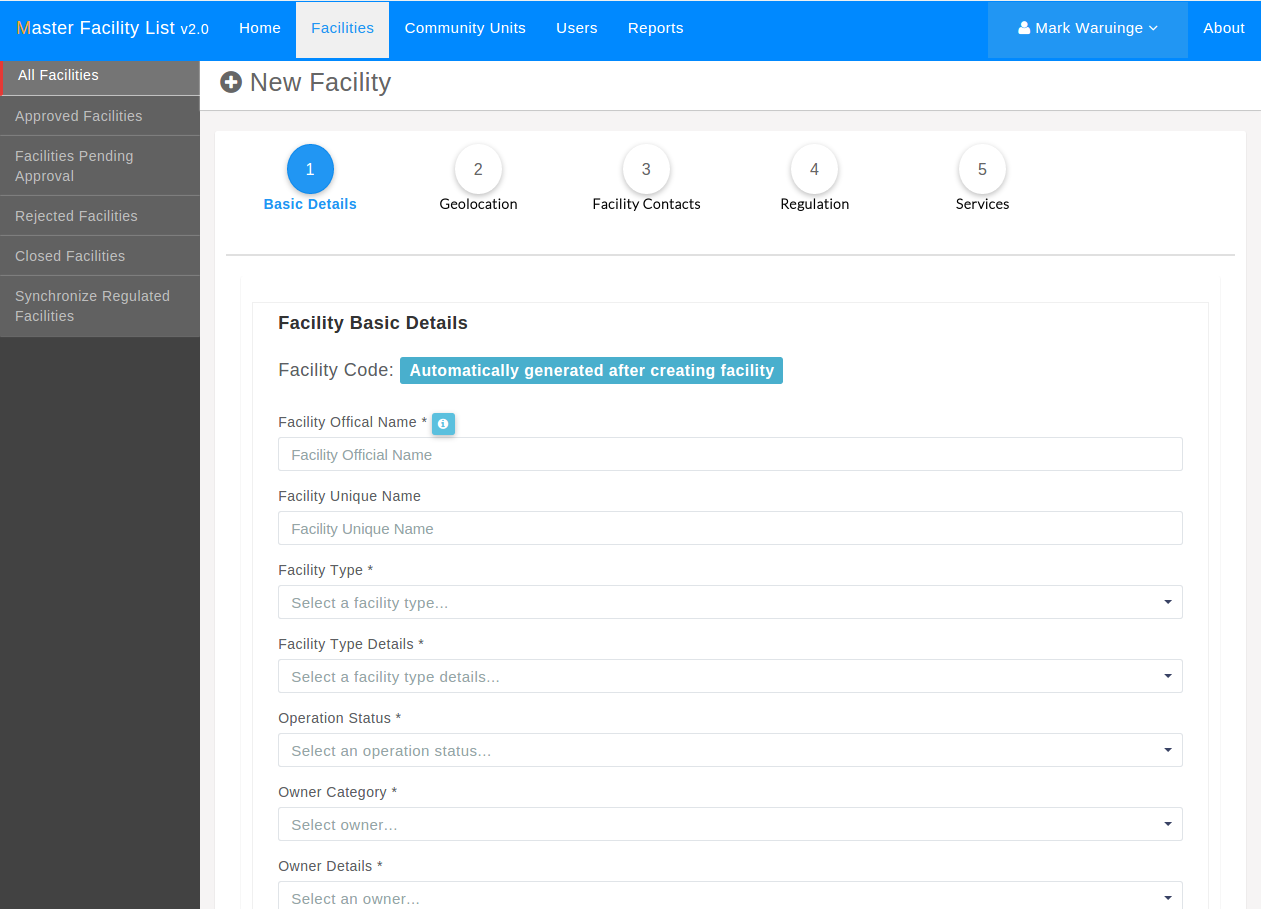 Master Facility List v2.0 Home Facilities Community Units Users Reports Mark Waruinge About
All Facilities
Approved Facilities
Facilities Pending
Approval
Rejected Facilities
Closed Facilities
Synchronize Regulated
Facilities
New Facility
1 2 3 4 5
Basic Details Geolocation Facility Contacts Regulation Services
Facility Basic Details
Facility Code: Automatically generated after creating facility
Facility Offical Name *
Facility Official Name
Facility Unique Name
Facility Unique Name
Facility Type *
Select a facility type...
Facility Type Details *
Select a facility type details...
Operation Status *
Select an operation status...
Owner Category *
Select owner...
Owner Details *
Select an owner...